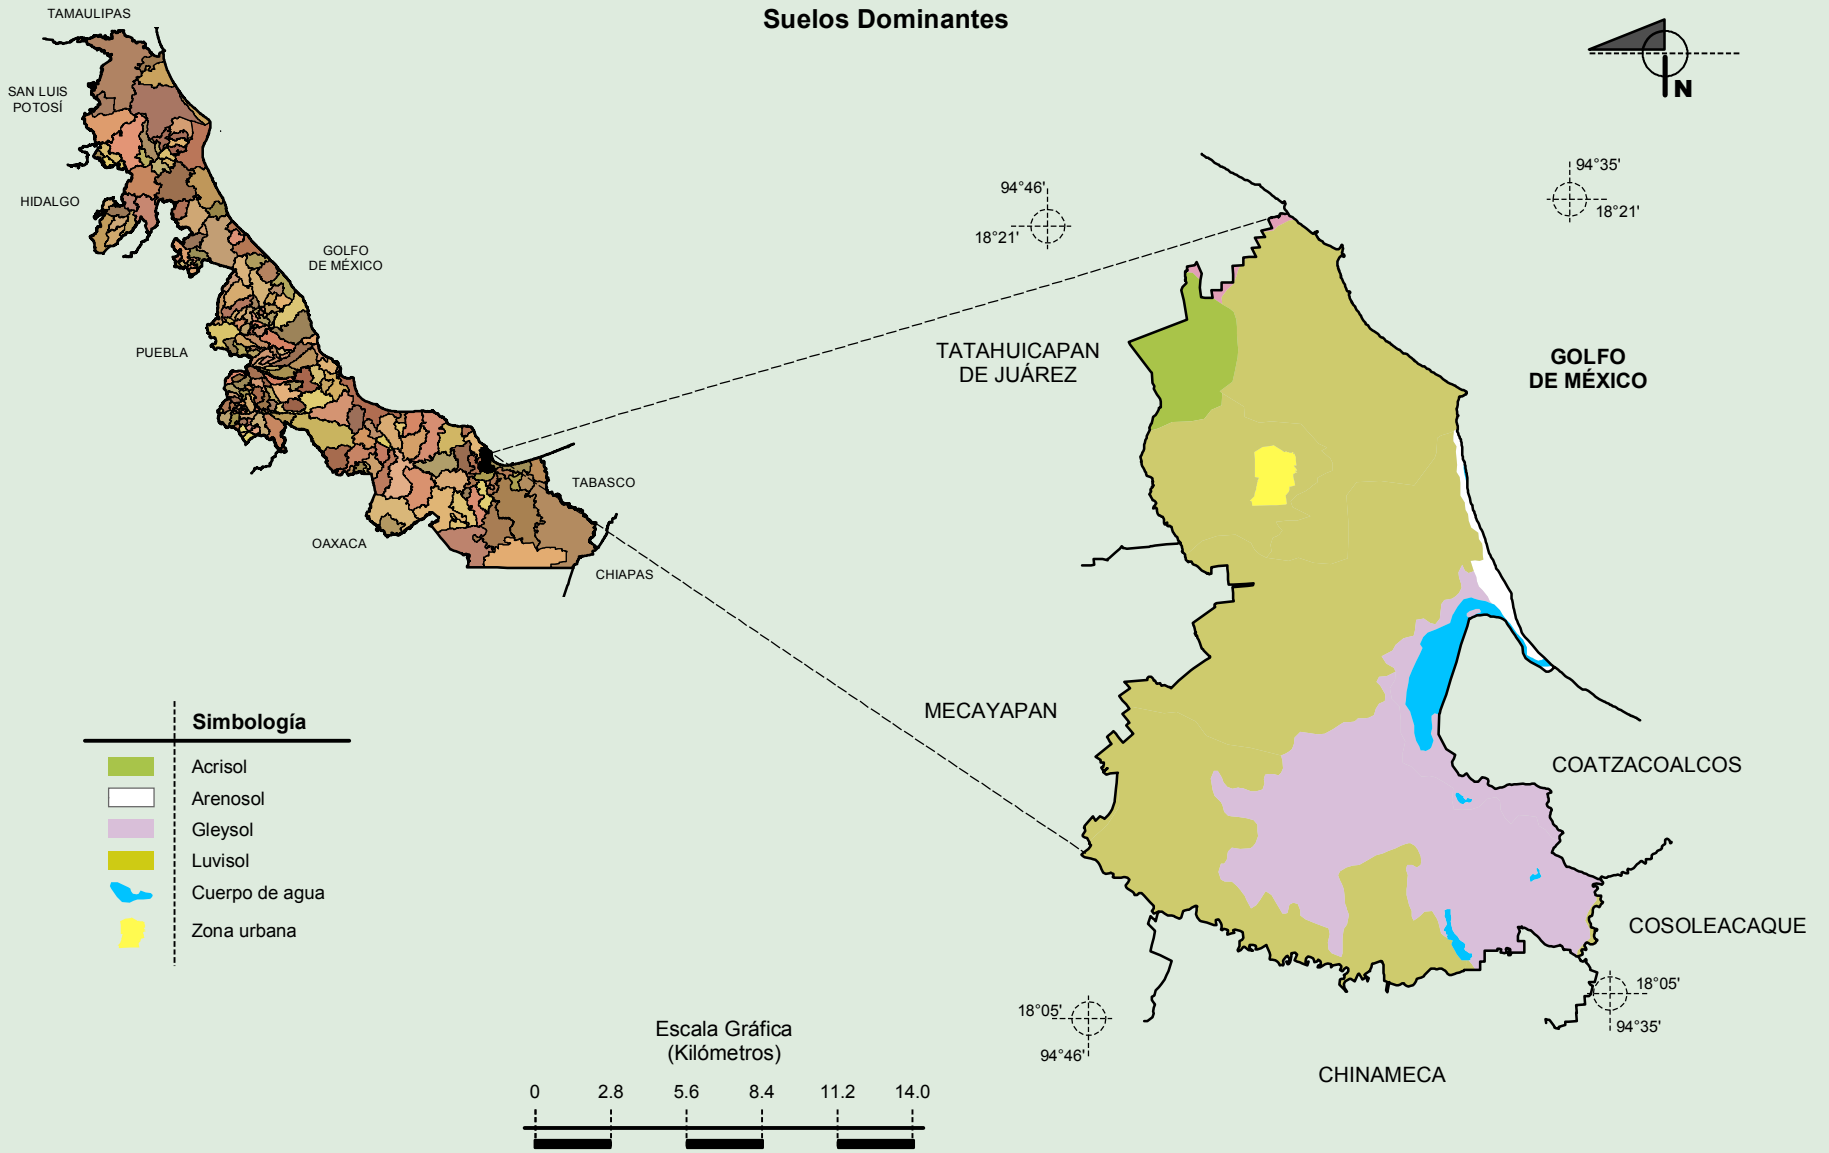 Suelos Dominantes
N
TAMAULIPAS
SAN LUIS
POTOSÍ
HIDALGO
GOLFO
DE MÉXICO
PUEBLA
TABASCO
OAXACA
CHIAPAS
94°46'
18°21'
94°35'
18°21'
TATAHUICAPAN
DE JUÁREZ
GOLFO
DE MÉXICO
MECAYAPAN
COATZACOALCOS
COSOLEACAQUE
18°05'
94°46'
18°05'
94°35'
CHINAMECA
Simbología
Acrisol
Arenosol
Gleysol
Luvisol
Cuerpo de agua
Zona urbana
Escala Gráfica
(Kilómetros)
0 2.8 5.6 8.4 11.2 14.0